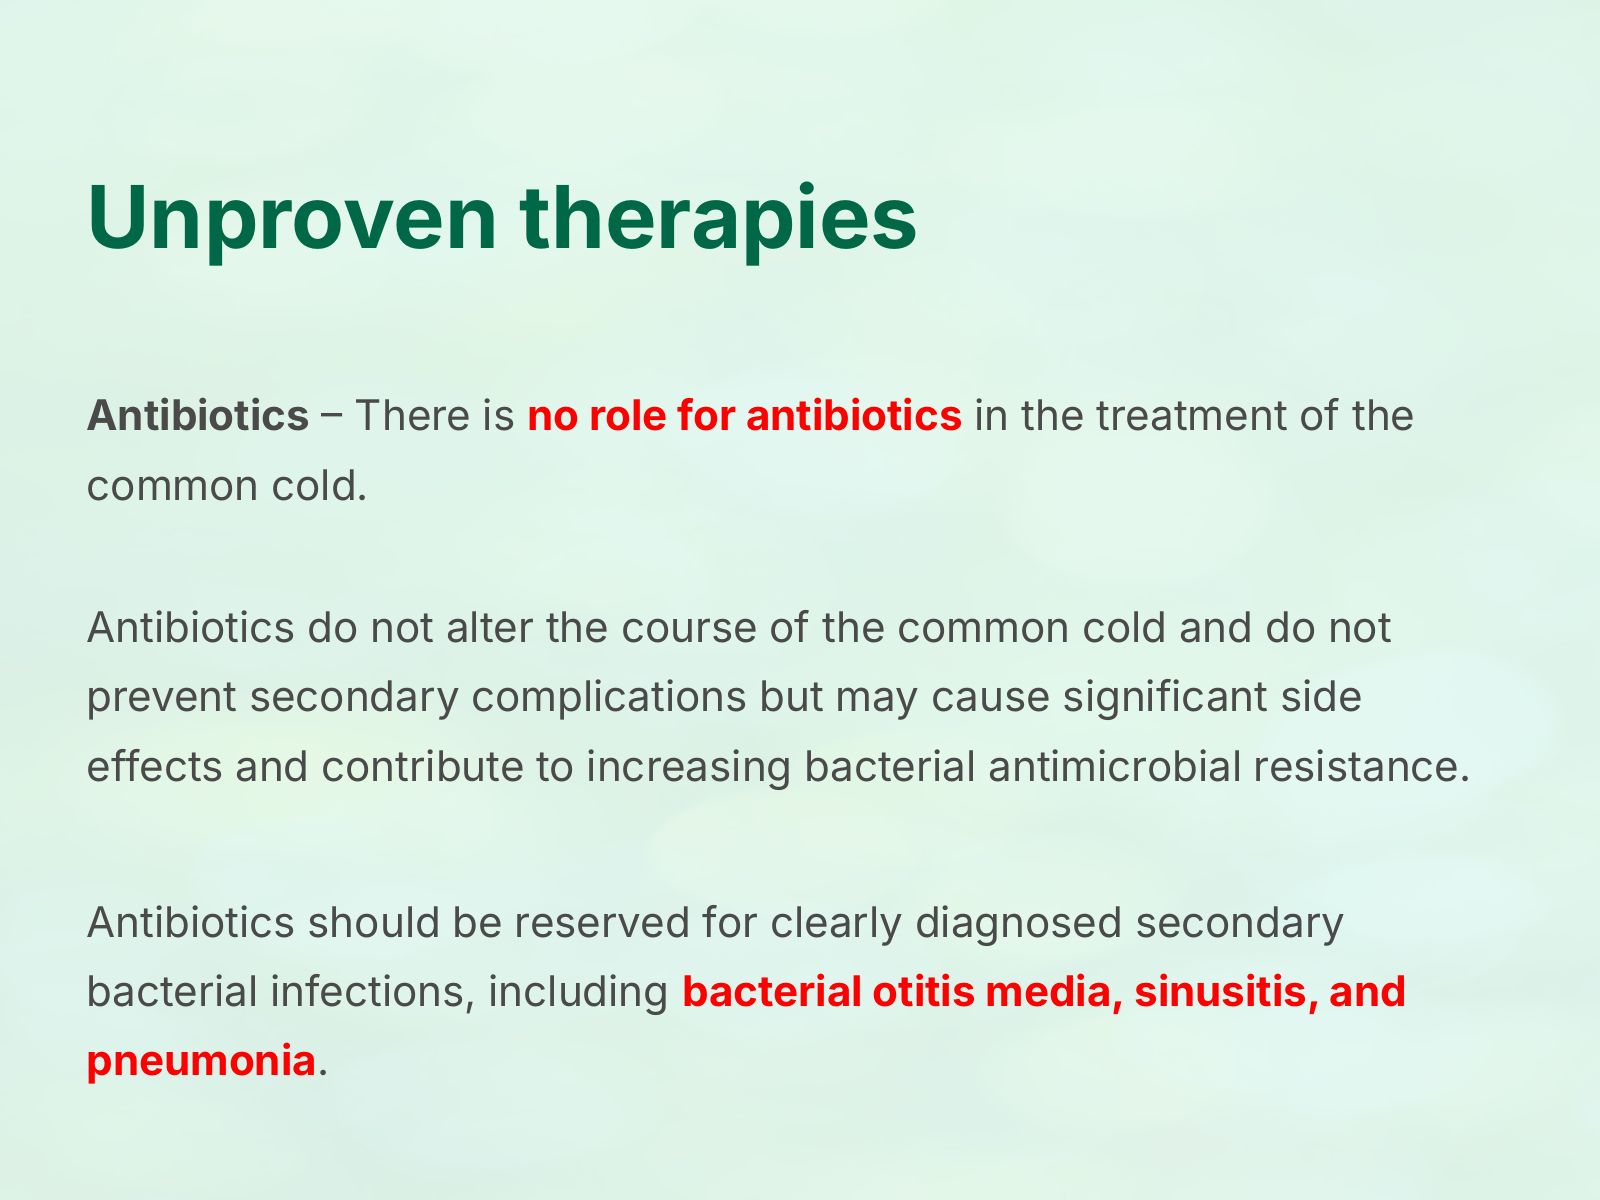 Unproven therapies
Antibiotics – There is no role for antibiotics in the treatment of the
common cold.
Antibiotics do not alter the course of the common cold and do not
prevent secondary complications but may cause significant side
effects and contribute to increasing bacterial antimicrobial resistance.
Antibiotics should be reserved for clearly diagnosed secondary
bacterial infections, including bacterial otitis media, sinusitis, and
pneumonia.